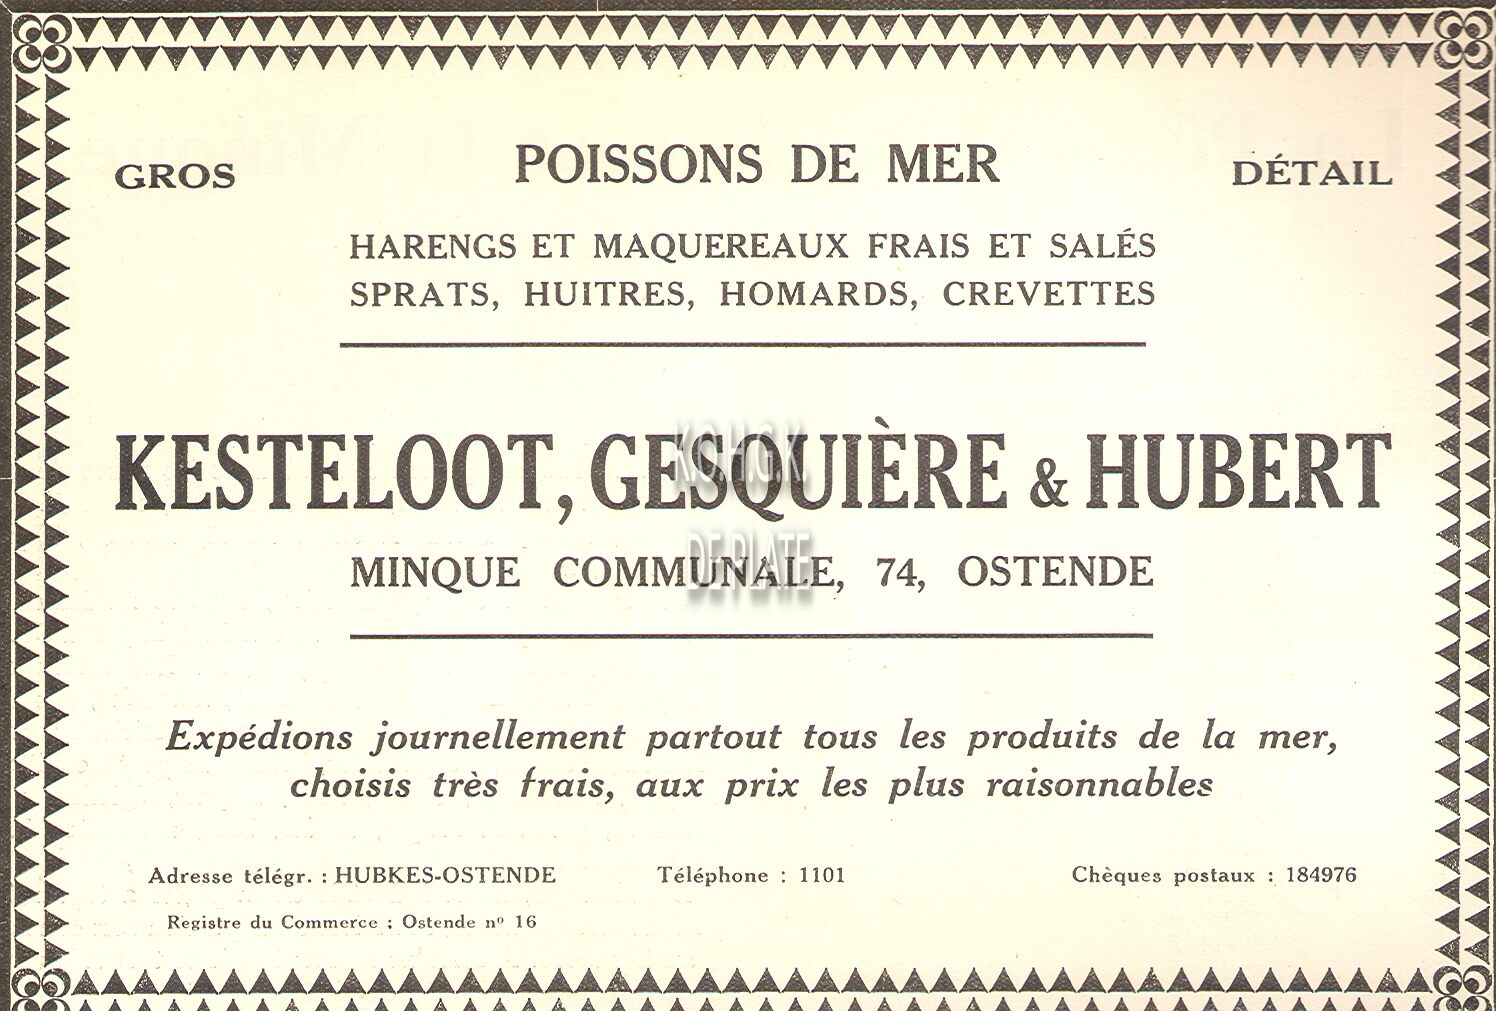 GROS POISSONS DE MER DÉTAIL
HARENGS ET MAQUEREAUX FRAIS ET SALÉS
SPRATS, HUITRES, HOMARDS, CREVETTES
KESTELOOT, GESQUIÈRE & HUBERT
K.O.H.G.K.
DE PLATE
MINQUE COMMUNALE, 74, OSTENDE
Expédions journellement partout tous les produits de la mer,
choisis très frais, aux prix les plus raisonnables
Adresse télégr. : HUBKES-OSTENDE Téléphone : 1101 Chèques postaux : 184976
Registre du Commerce : Ostende nº 16